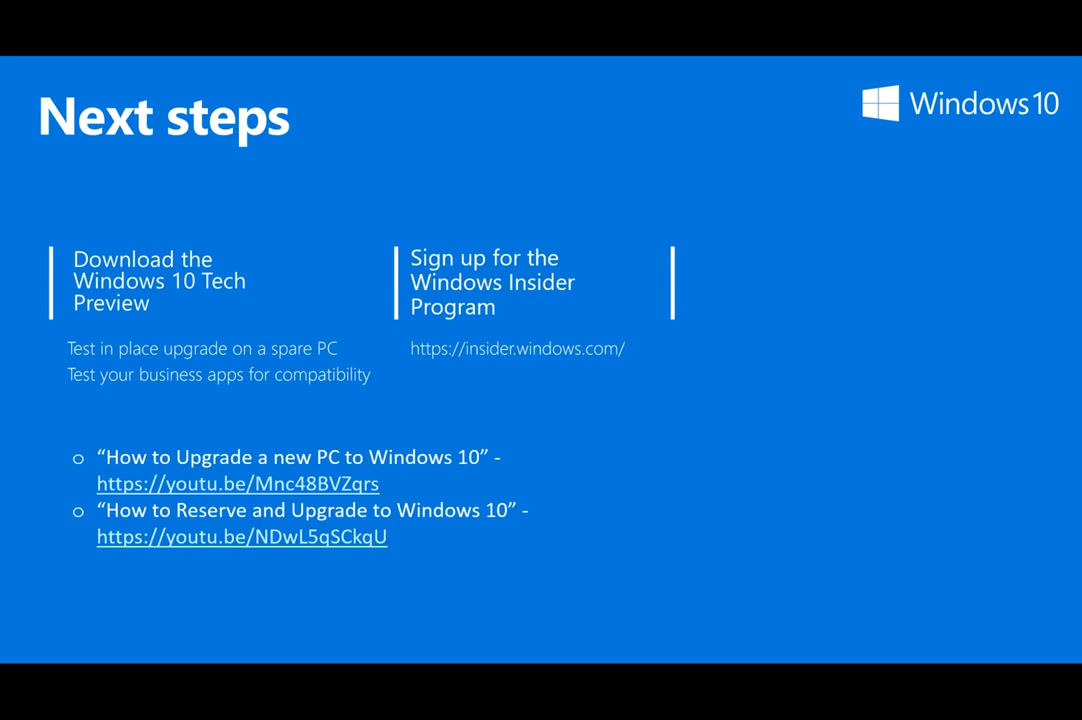 Next steps
Windows 10
Download the
Windows 10 Tech
Preview
Test in place upgrade on a spare PC
Test your business apps for compatibility
Sign up for the
Windows Insider
Program
https://insider.windows.com/
o “How to Upgrade a new PC to Windows 10” -
https://youtu.be/Mnc48BVZqrs
o “How to Reserve and Upgrade to Windows 10” -
https://youtu.be/NDwL5qSCkqU